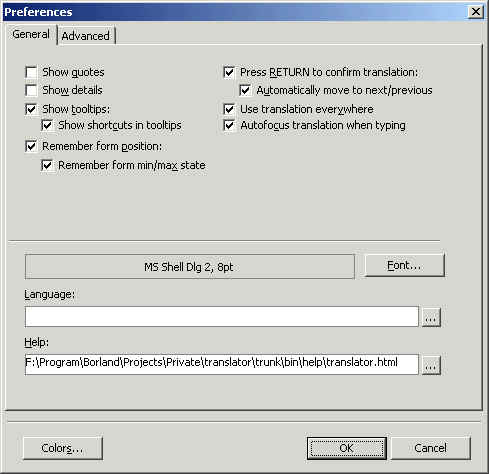 Preferences
General Advanced
Show quotes
Show details
Show tooltips:
Show shortcuts in tooltips
Remember form position:
Remember form min/max state
Press RETURN to confirm translation:
Automatically move to next/previous
Use translation everywhere
Autofocus translation when typing
MS Shell Dlg 2, 8pt
Font...
Language:
...
Help:
F:\Program\Borland\Projects\Private\translator\trunk\bin\help\translator.html
...
Colors...
OK
Cancel